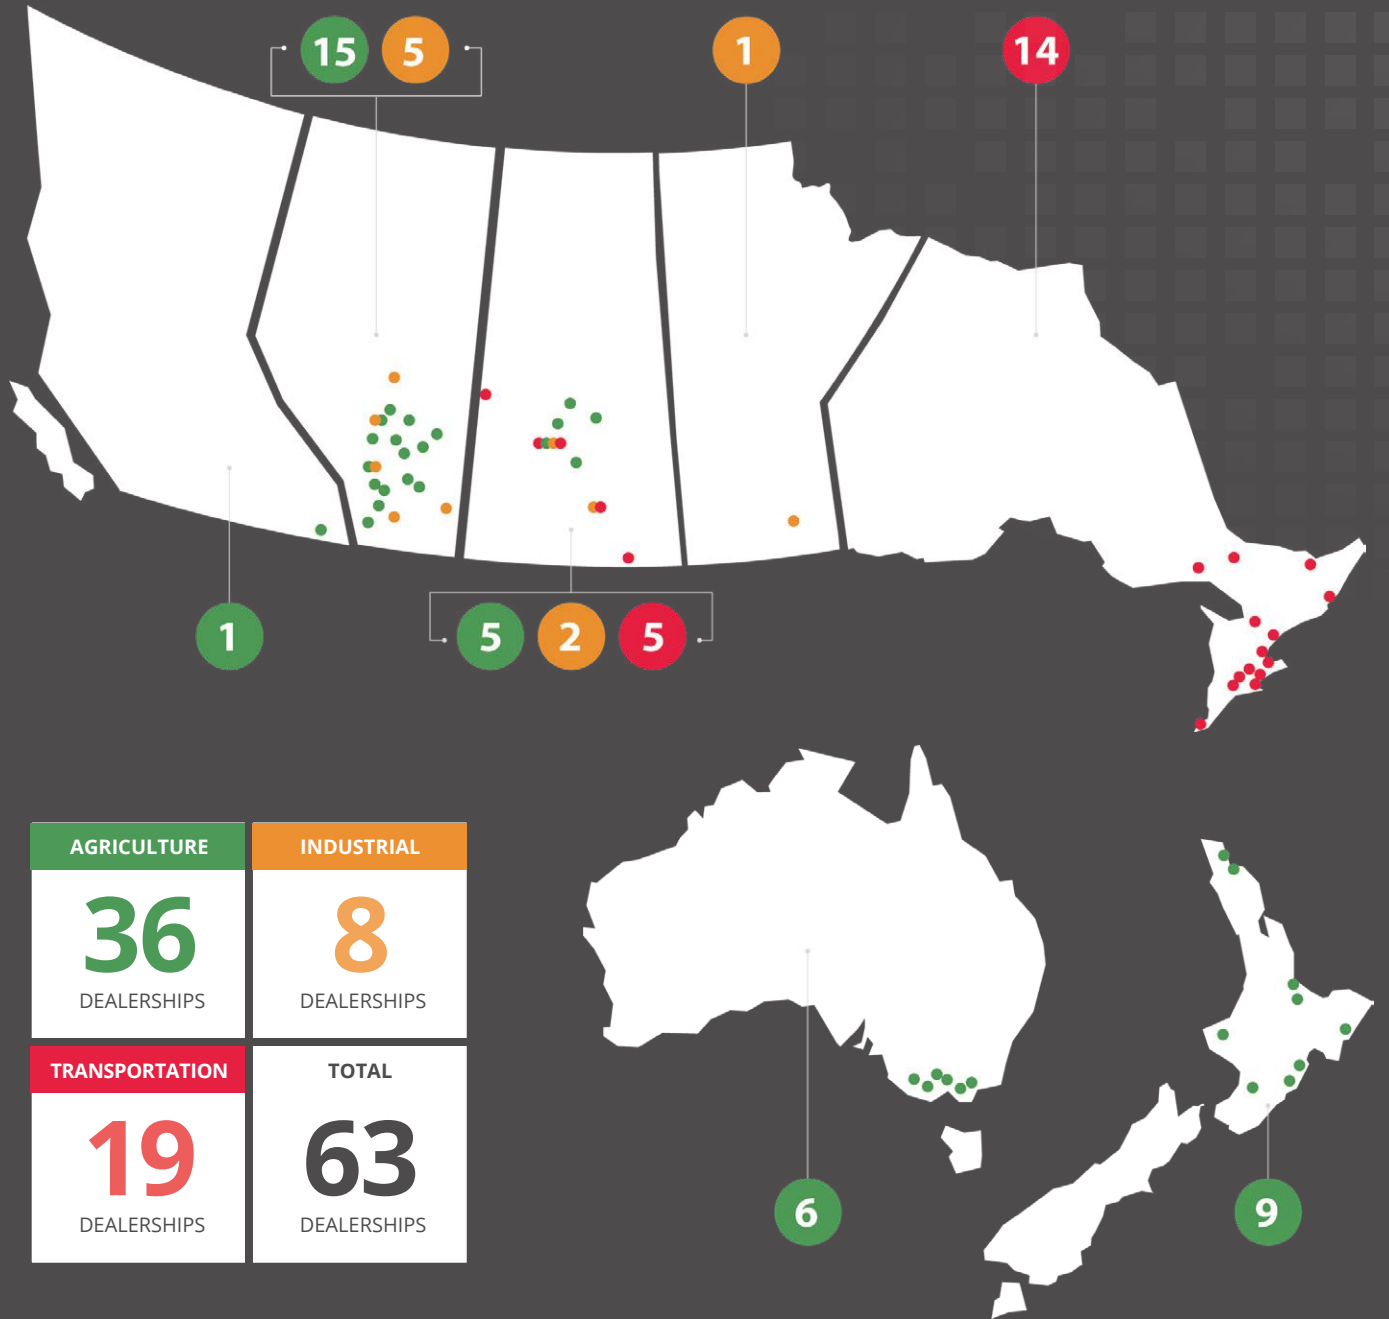 15 5 1 14
1 5 2 5
AGRICULTURE INDUSTRIAL
36 8
DEALERSHIPS DEALERSHIPS
TRANSPORTATION TOTAL
19 63
DEALERSHIPS DEALERSHIPS
6 9